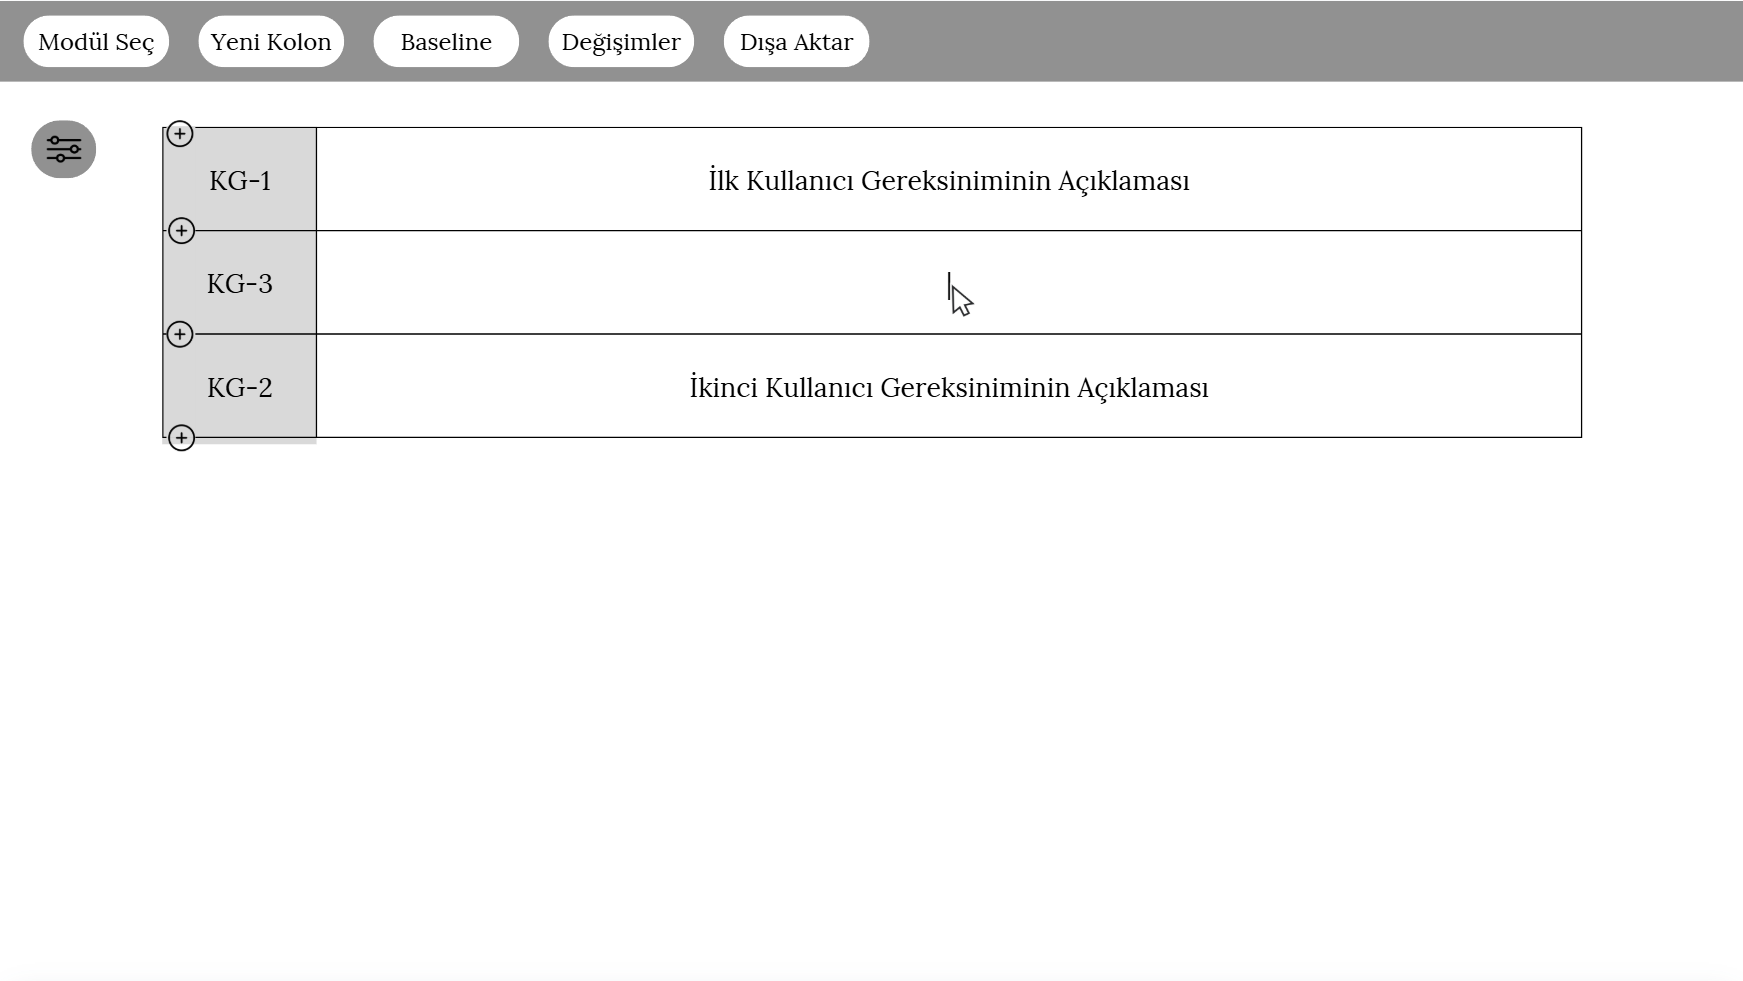 Modül Seç Yeni Kolon Baseline Değişimler Dışa Aktar
KG-1 İlk Kullanıcı Gereksiniminin Açıklaması
KG-3
KG-2 İkinci Kullanıcı Gereksiniminin Açıklaması